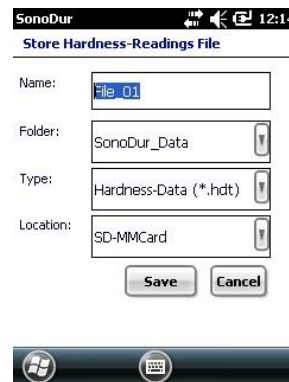 SonoDur 12:14
Store Hardness-Readings File
Name: File_01
Folder: SonoDur_Data
Type: Hardness-Data (*.hdt)
Location: SD-MMCard
Save Cancel